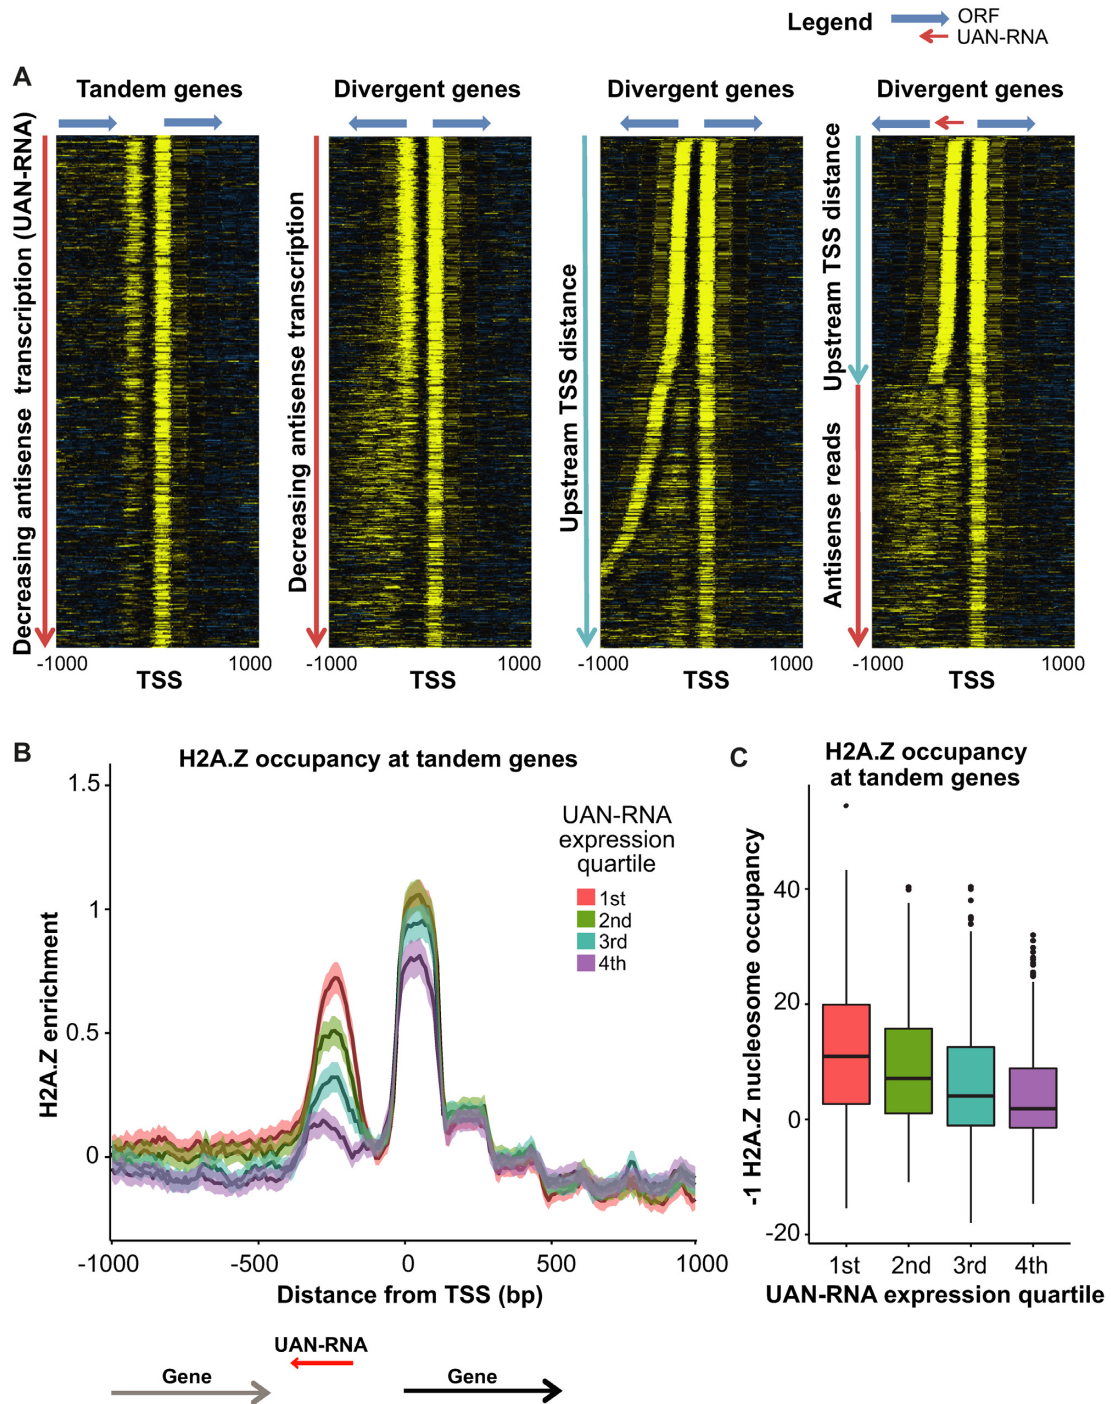 Legend
ORF
UAN-RNA
A
Tandem genes
Divergent genes
Divergent genes
Divergent genes
Decreasing antisense transcription (UAN-RNA)
Decreasing antisense transcription
Upstream TSS distance
Upstream TSS distance
Antisense reads
-1000 1000
TSS
-1000 1000
TSS
-1000 1000
TSS
-1000 1000
TSS
B
H2A.Z occupancy at tandem genes
H2A.Z enrichment
1.5
1
0.5
0
UAN-RNA
expression
quartile
1st
2nd
3rd
4th
-1000 -500 0 500 1000
Distance from TSS (bp)
UAN-RNA
Gene
Gene
C
H2A.Z occupancy
at tandem genes
-1 H2A.Z nucleosome occupancy
40
20
0
-20
1st 2nd 3rd 4th
UAN-RNA expression quartile